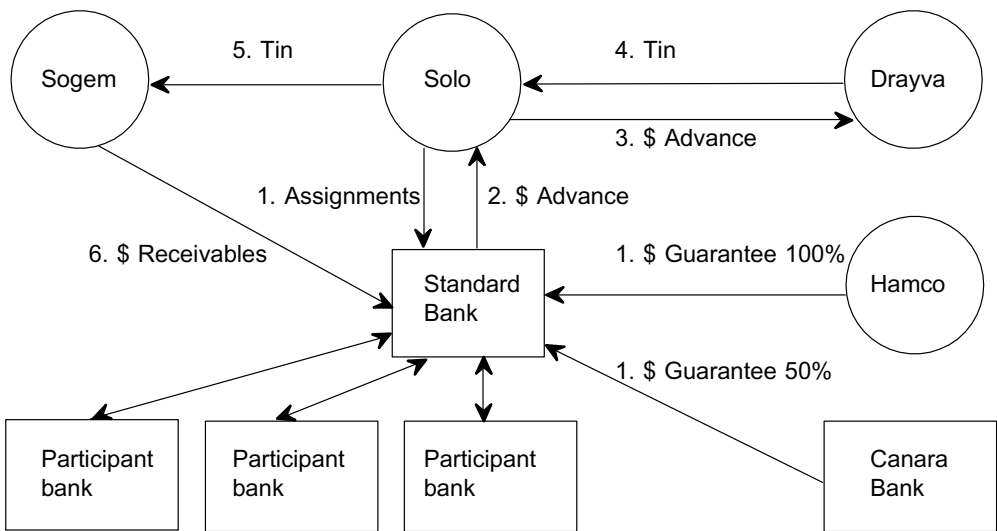 5. Tin
4. Tin
Sogem
Solo
Drayva
3. $ Advance
1. Assignments
2. $ Advance
6. $ Receivables
1. $ Guarantee 100%
Standard
Bank
Hamco
1. $ Guarantee 50%
Participant
bank
Participant
bank
Participant
bank
Canara
Bank